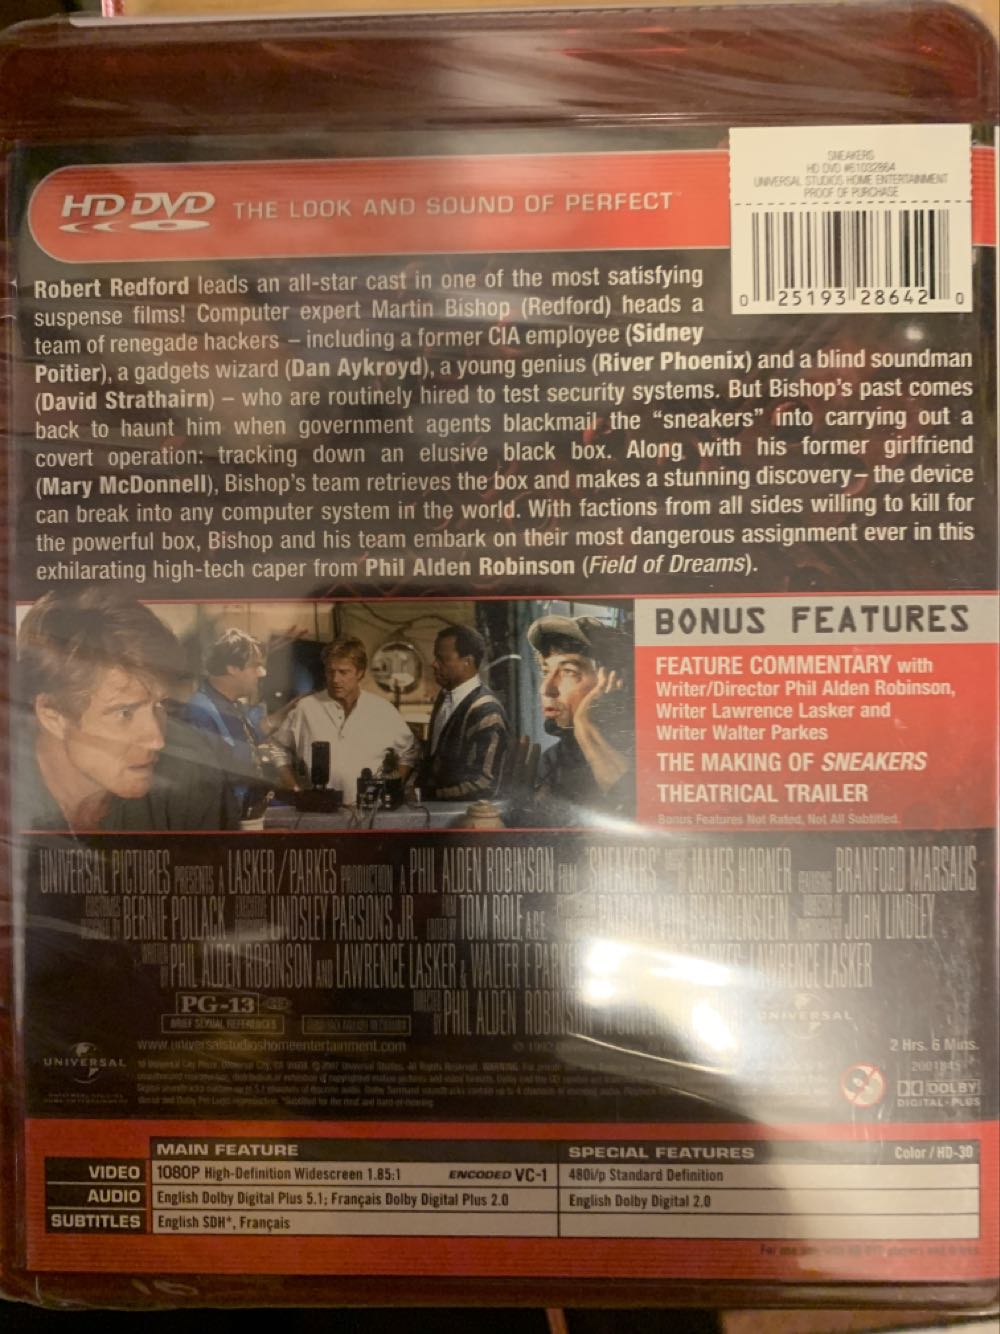 SNEAKERS
HD DVD #61032864
UNIVERSAL STUDIOS HOME ENTERTAINMENT
PROOF OF PURCHASE
HD DVD THE LOOK AND SOUND OF PERFECT™
0 25193 28642 0
Robert Redford leads an all-star cast in one of the most satisfying
suspense films! Computer expert Martin Bishop (Redford) heads a
team of renegade hackers – including a former CIA employee (Sidney
Poitier), a gadgets wizard (Dan Aykroyd), a young genius (River Phoenix) and a blind soundman
(David Strathairn) – who are routinely hired to test security systems. But Bishop's past comes
back to haunt him when government agents blackmail the “sneakers” into carrying out a
covert operation: tracking down an elusive black box. Along with his former girlfriend
(Mary McDonnell), Bishop's team retrieves the box and makes a stunning discovery – the device
can break into any computer system in the world. With factions from all sides willing to kill for
the powerful box, Bishop and his team embark on their most dangerous assignment ever in this
exhilarating high-tech caper from Phil Alden Robinson (Field of Dreams).
BONUS FEATURES
FEATURE COMMENTARY with
Writer/Director Phil Alden Robinson,
Writer Lawrence Lasker and
Writer Walter Parkes
THE MAKING OF SNEAKERS
THEATRICAL TRAILER
Bonus Features Not Rated, Not All Subtitled.
UNIVERSAL PICTURES PRESENTS A LASKER/PARKES PRODUCTION A PHIL ALDEN ROBINSON FILM "SNEAKERS" JAMES HORNER BRANFORD MARSALIS
BERNIE POLLACK LINDSLEY PARSONS, JR. TOM ROLF, A.C.E. JOHN LINDLEY
WRITTEN BY PHIL ALDEN ROBINSON AND LAWRENCE LASKER & WALTER F. PARKES LAWRENCE LASKER
PG-13 DIRECTED BY PHIL ALDEN ROBINSON UNIVERSAL
BRIEF SEXUAL REFERENCES
www.universalstudioshomeentertainment.com
2 Hrs. 6 Mins.
UNIVERSAL
DOLBY
DIGITAL PLUS
MAIN FEATURE SPECIAL FEATURES Color / HD-30
VIDEO 1080P High-Definition Widescreen 1.85:1 ENCODED VC-1 480i/p Standard Definition
AUDIO English Dolby Digital Plus 5.1; Français Dolby Digital Plus 2.0 English Dolby Digital 2.0
SUBTITLES English SDH*, Français